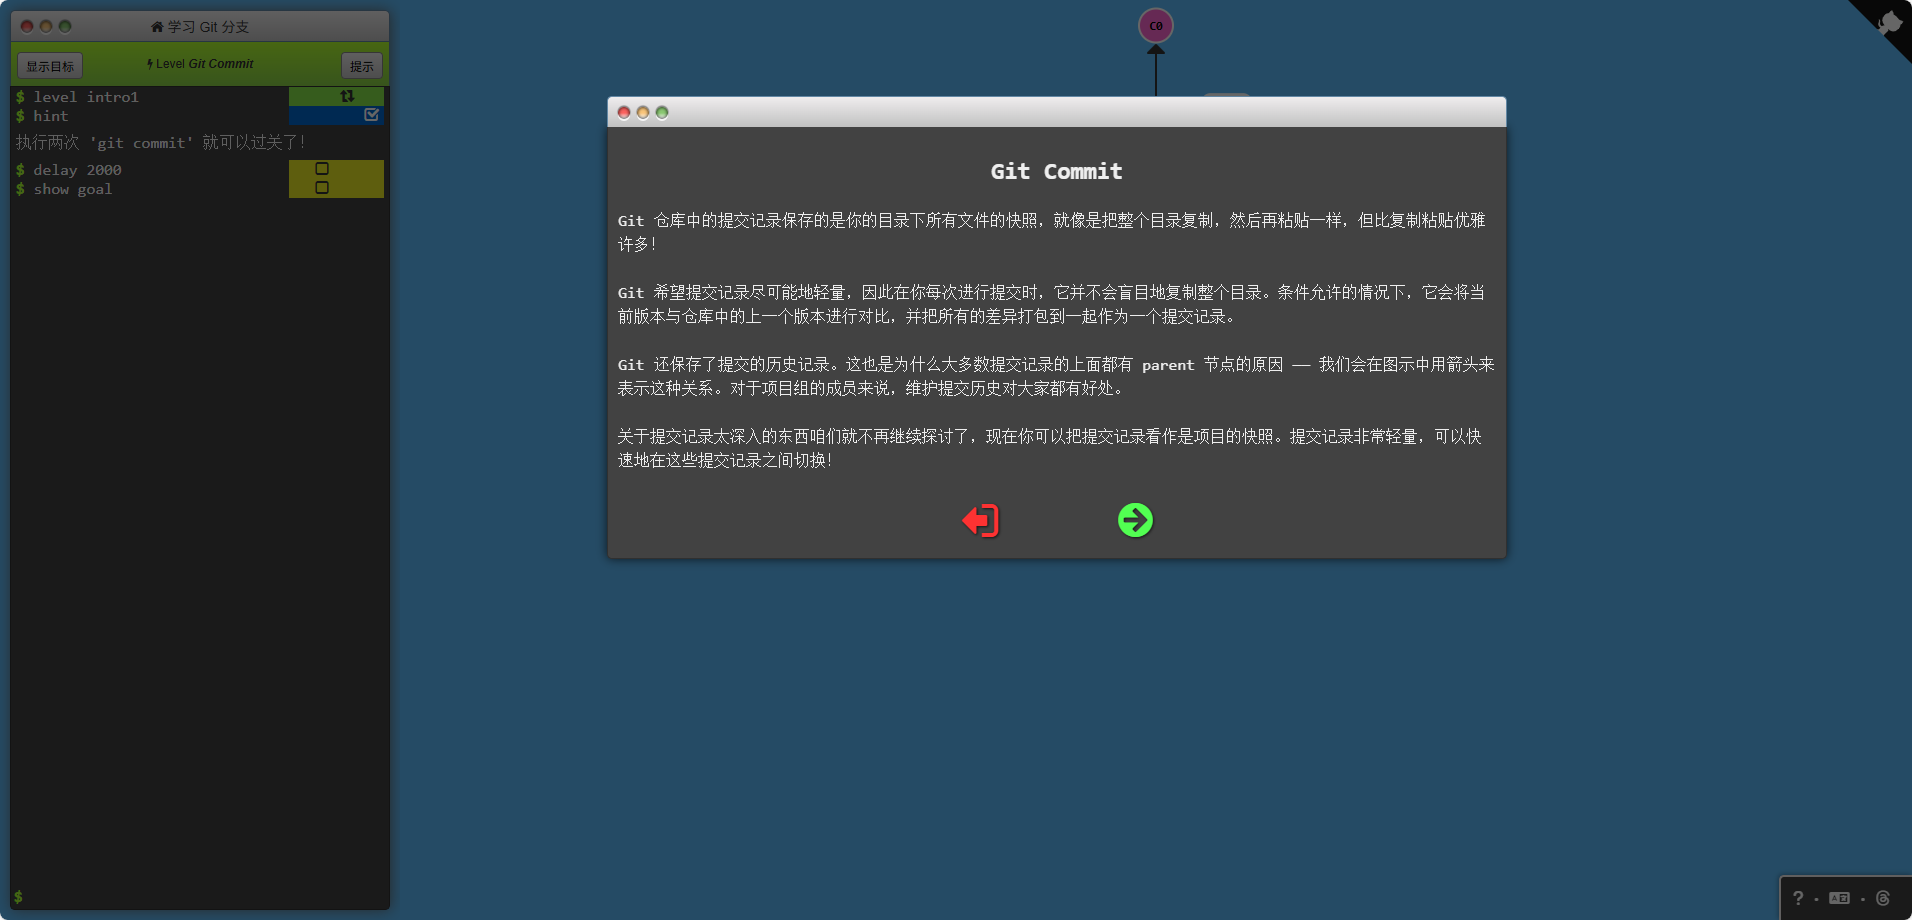 学习 Git 分支
显示目标
Level Git Commit
提示
$ level intro1
$ hint
执行两次 'git commit' 就可以过关了!
$ delay 2000
$ show goal
$
C0
Git Commit
Git 仓库中的提交记录保存的是你的目录下所有文件的快照，就像是把整个目录复制，然后再粘贴一样，但比复制粘贴优雅
许多！
Git 希望提交记录尽可能地轻量，因此在你每次进行提交时，它并不会盲目地复制整个目录。条件允许的情况下，它会将当
前版本与仓库中的上一个版本进行对比，并把所有的差异打包到一起作为一个提交记录。
Git 还保存了提交的历史记录。这也是为什么大多数提交记录的上面都有 parent 节点的原因 —— 我们会在图示中用箭头来
表示这种关系。对于项目组的成员来说，维护提交历史对大家都有好处。
关于提交记录太深入的东西咱们就不再继续探讨了，现在你可以把提交记录看作是项目的快照。提交记录非常轻量，可以快
速地在这些提交记录之间切换！
?